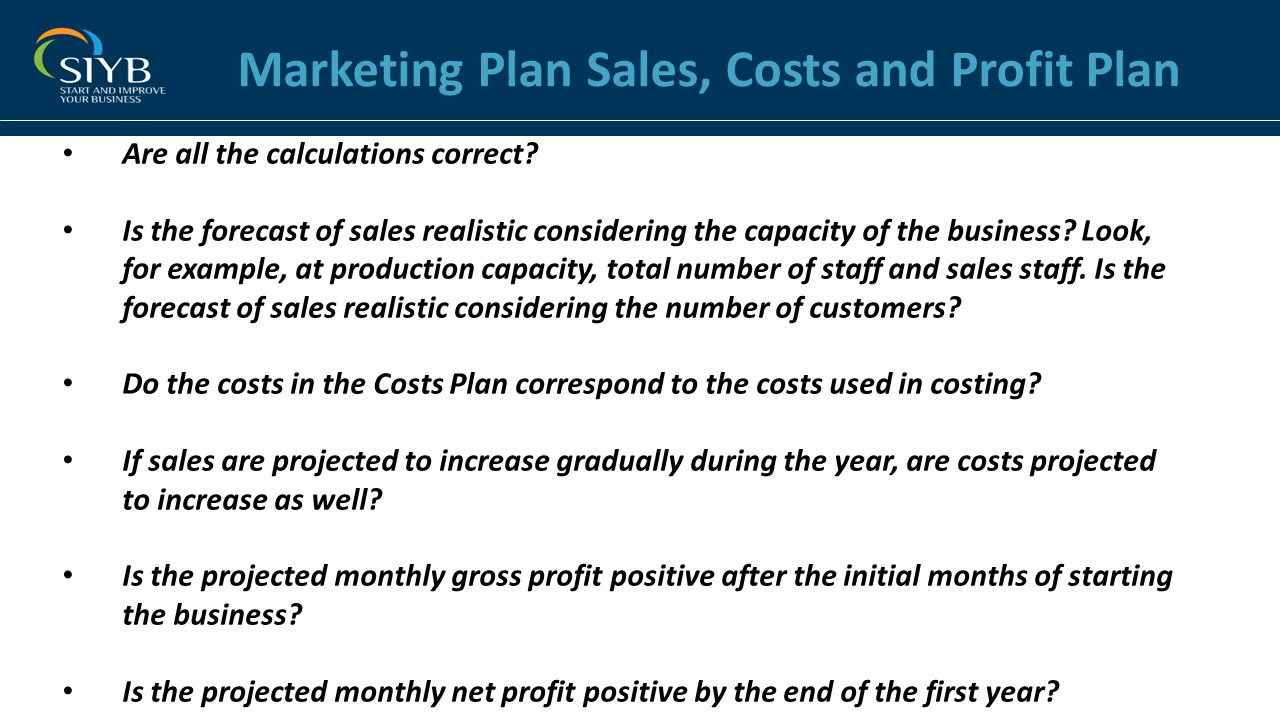 SIYB
START AND IMPROVE
YOUR BUSINESS
Marketing Plan Sales, Costs and Profit Plan
• Are all the calculations correct?
• Is the forecast of sales realistic considering the capacity of the business? Look,
for example, at production capacity, total number of staff and sales staff. Is the
forecast of sales realistic considering the number of customers?
• Do the costs in the Costs Plan correspond to the costs used in costing?
• If sales are projected to increase gradually during the year, are costs projected
to increase as well?
• Is the projected monthly gross profit positive after the initial months of starting
the business?
• Is the projected monthly net profit positive by the end of the first year?